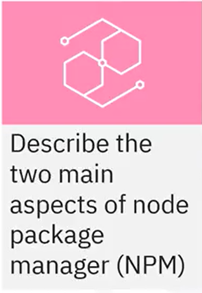 Describe the
two main
aspects of node
package
manager (NPM)